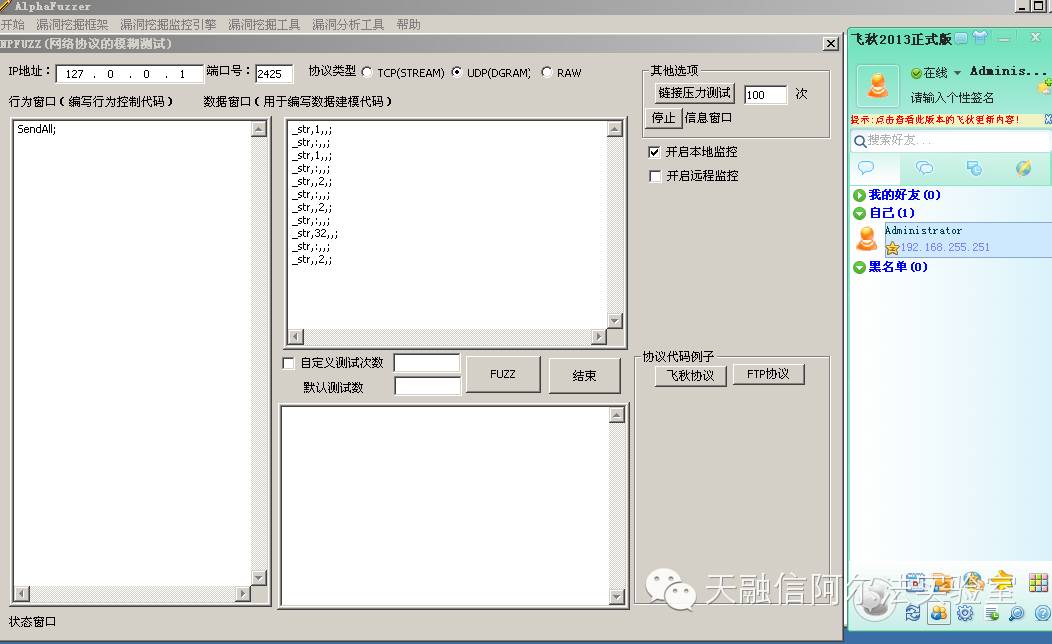 AlphaFuzzer
开始 漏洞挖掘框架 漏洞挖掘监控引擎 漏洞挖掘工具 漏洞分析工具 帮助
NPFUZZ(网络协议的模糊测试)
IP地址: 127 . 0 . 0 . 1 端口号: 2425 协议类型 TCP(STREAM) UDP(DGRAM) RAW
行为窗口(编写行为控制代码) 数据窗口(用于编写数据建模代码)
SendAll;
_str,1,,;
_str,:,,;
_str,1,,;
_str,:,,;
_str,,2,;
_str,:,,;
_str,,2,;
_str,:,,;
_str,32,,;
_str,:,,;
_str,,2,;
其他选项
链接压力测试 100 次
停止 信息窗口
开启本地监控
开启远程监控
自定义测试次数
默认测试数
FUZZ 结束
协议代码例子
飞秋协议 FTP协议
状态窗口
飞秋2013正式版
在线 Adminis...
请输入个性签名
提示:点击查看此版本的飞秋更新内容!
搜索好友...
我的好友(0)
自己(1)
Administrator
192.168.255.251
黑名单(0)
天融信阿尔法实验室